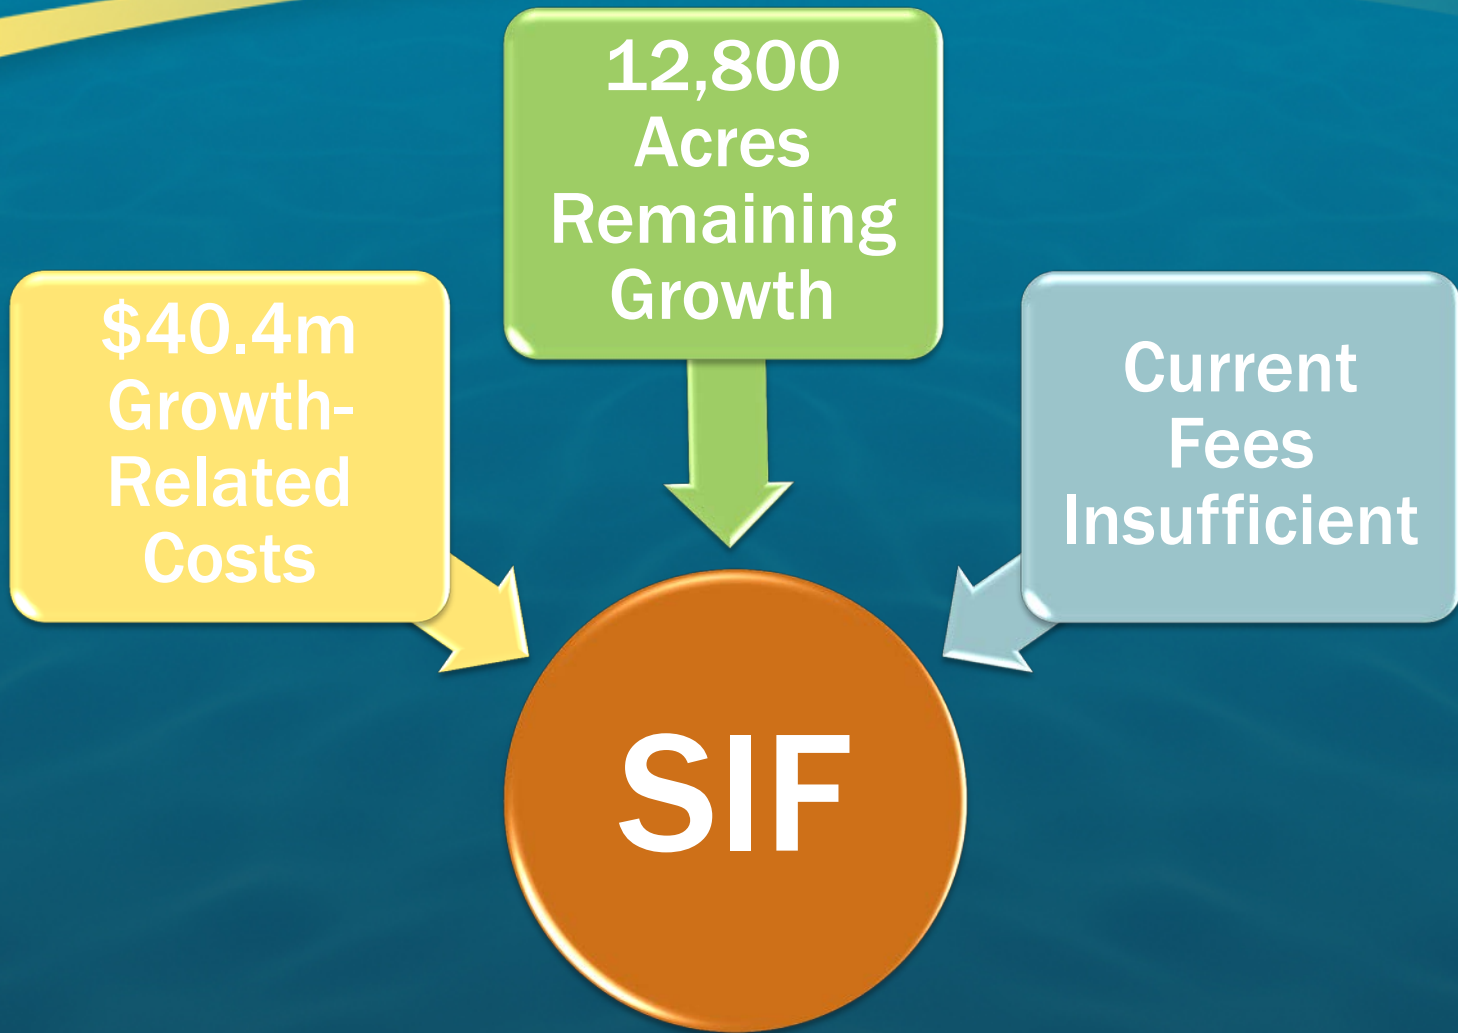 12,800
Acres
Remaining
Growth
$40.4m
Growth-
Related
Costs
Current
Fees
Insufficient
SIF